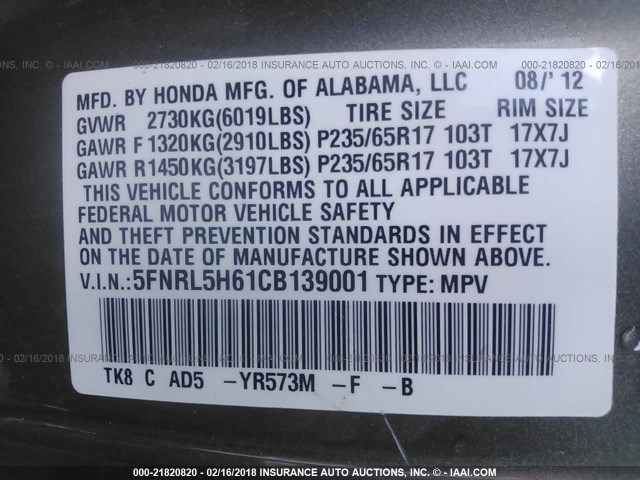 000-21820820 - 02/16/2018 INSURANCE AUTO AUCTIONS, INC. - © IAAI.COM
MFD. BY HONDA MFG. OF ALABAMA, LLC 08/'12
GVWR 2730KG(6019LBS) TIRE SIZE RIM SIZE
GAWR F 1320KG(2910LBS) P235/65R17 103T 17X7J
GAWR R1450KG(3197LBS) P235/65R17 103T 17X7J
THIS VEHICLE CONFORMS TO ALL APPLICABLE
FEDERAL MOTOR VEHICLE SAFETY
AND THEFT PREVENTION STANDARDS IN EFFECT
ON THE DATE OF MANUFACTURE SHOWN ABOVE.
V.I.N.:5FNRL5H61CB139001 TYPE: MPV
TK8 C AD5 -YR573M -F -B
000-21820820 - 02/16/2018 INSURANCE AUTO AUCTIONS, INC. - © IAAI.COM